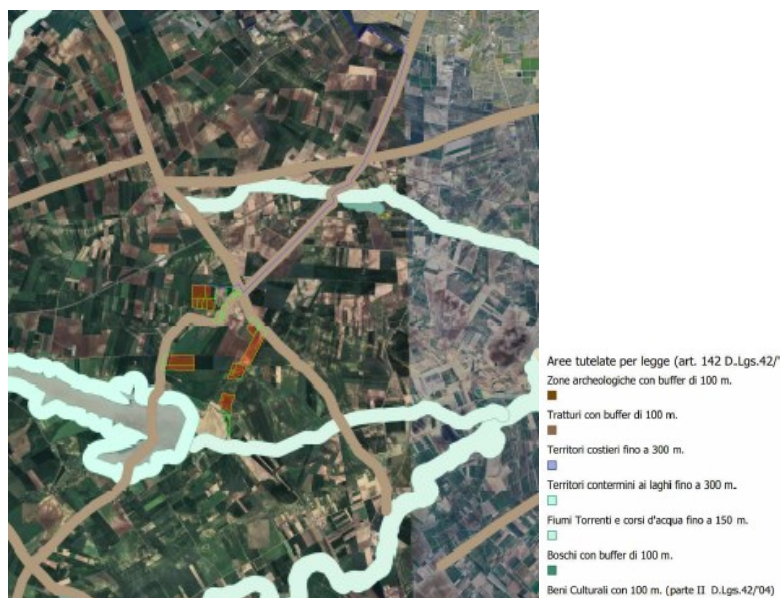 Aree tutelate per legge (art. 142 D.Lgs.42/'
Zone archeologiche con buffer di 100 m.
Tratturi con buffer di 100 m.
Territori costieri fino a 300 m.
Territori contermini ai laghi fino a 300 m.
Fiumi Torrenti e corsi d'acqua fino a 150 m.
Boschi con buffer di 100 m.
Beni Culturali con 100 m. (parte II D.Lgs.42/'04)